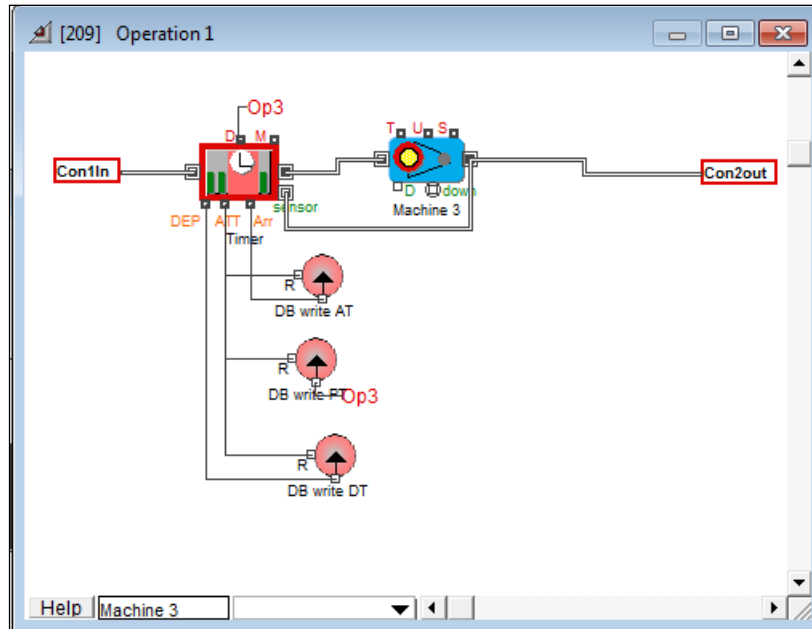 [209] Operation 1
Op3
D M
T U S
Con1In
Con2out
D down
sensor
Machine 3
DEP ATT Arr
Timer
R
DB write AT
R
DB write PT
Op3
R
DB write DT
Help
Machine 3